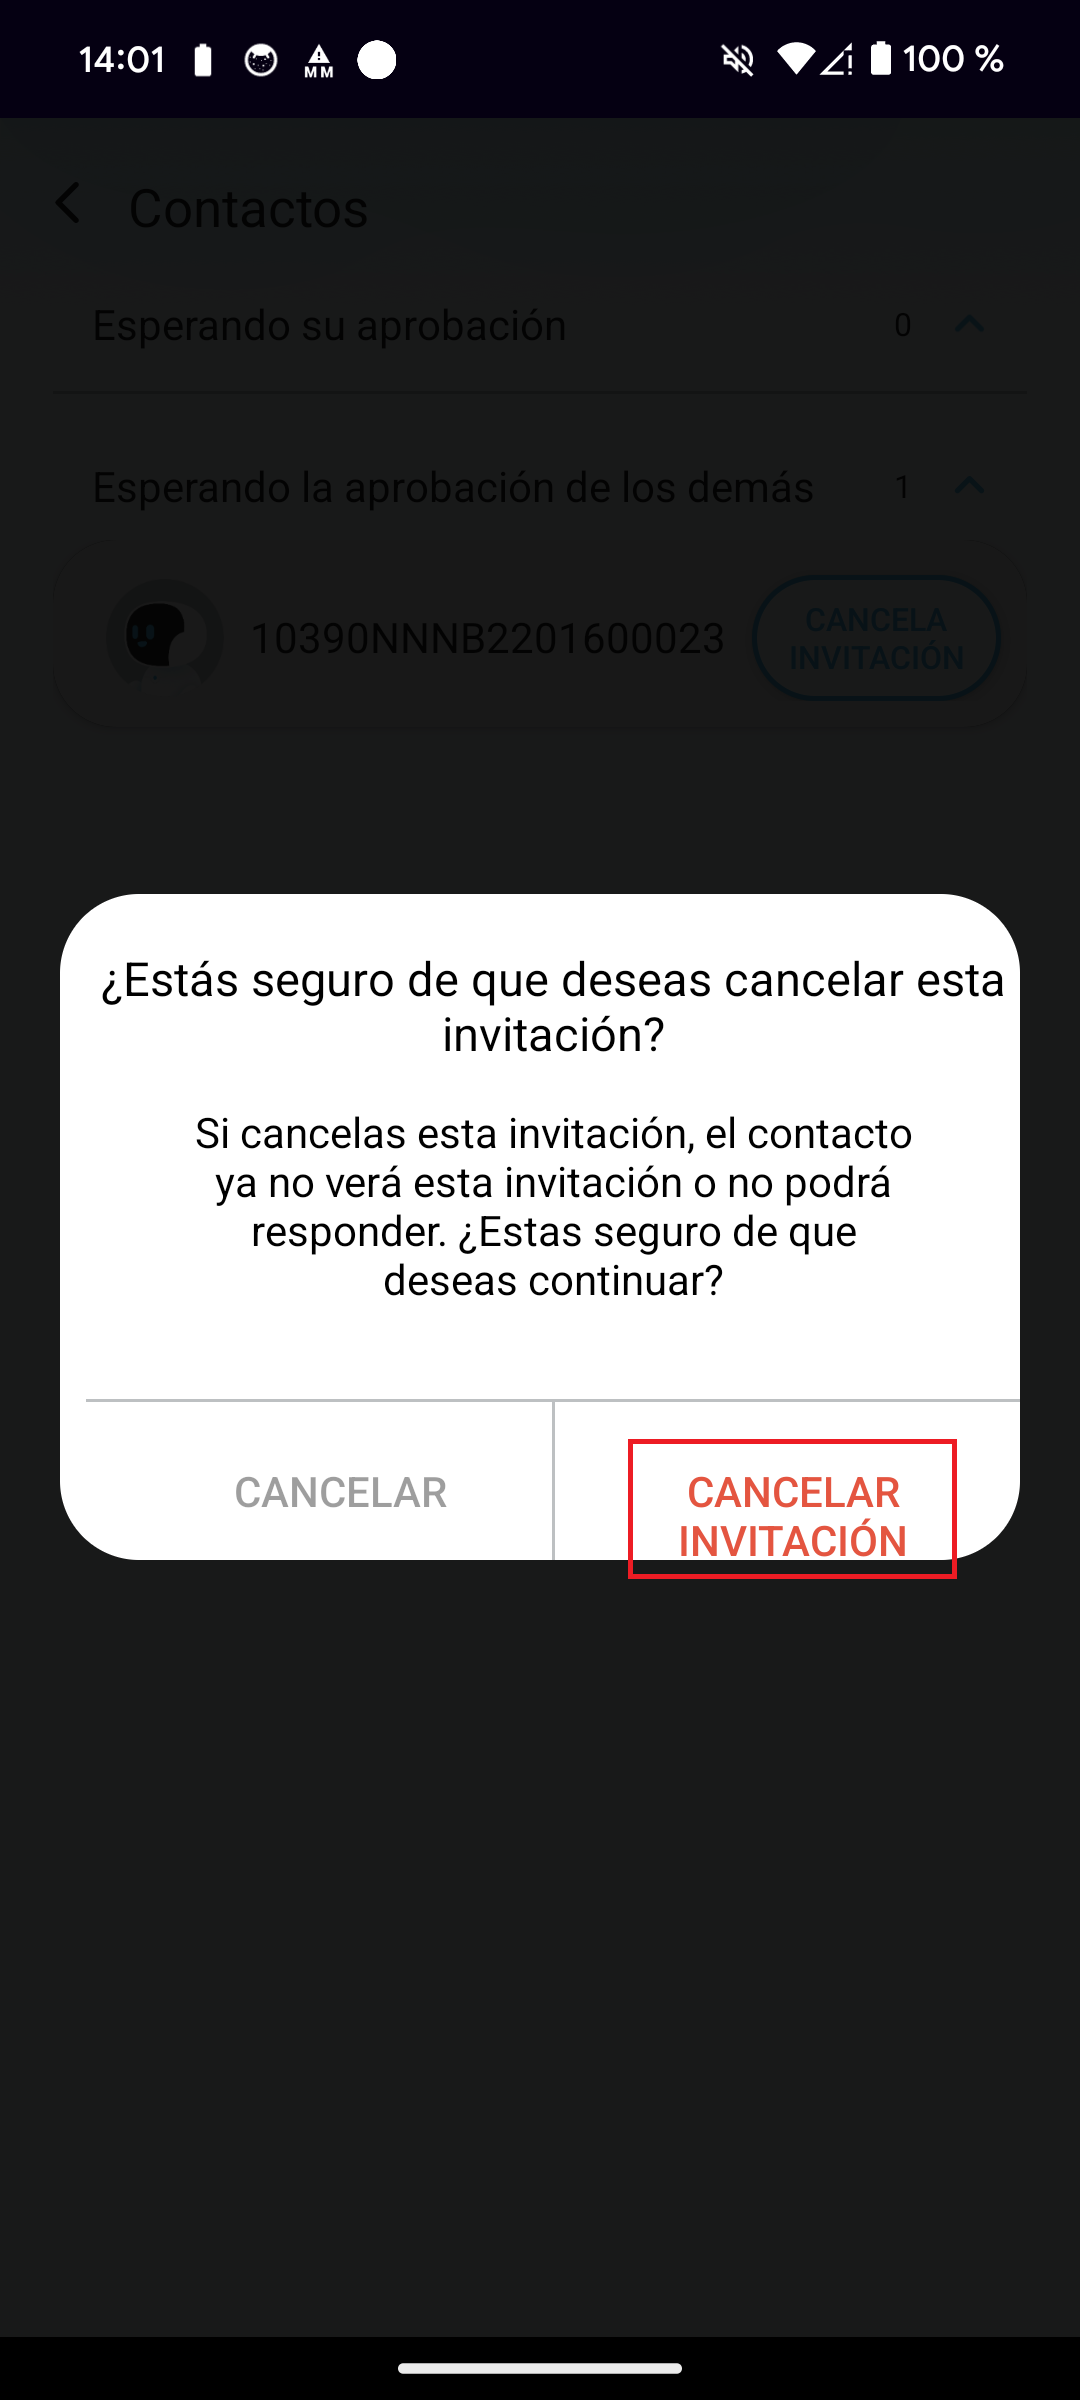 14:01
MM
100 %
Contactos
Esperando su aprobación 0
Esperando la aprobación de los demás 1
10390NNNB2201600023
CANCELA
INVITACIÓN
¿Estás seguro de que deseas cancelar esta
invitación?
Si cancelas esta invitación, el contacto
ya no verá esta invitación o no podrá
responder. ¿Estas seguro de que
deseas continuar?
CANCELAR
CANCELAR
INVITACIÓN